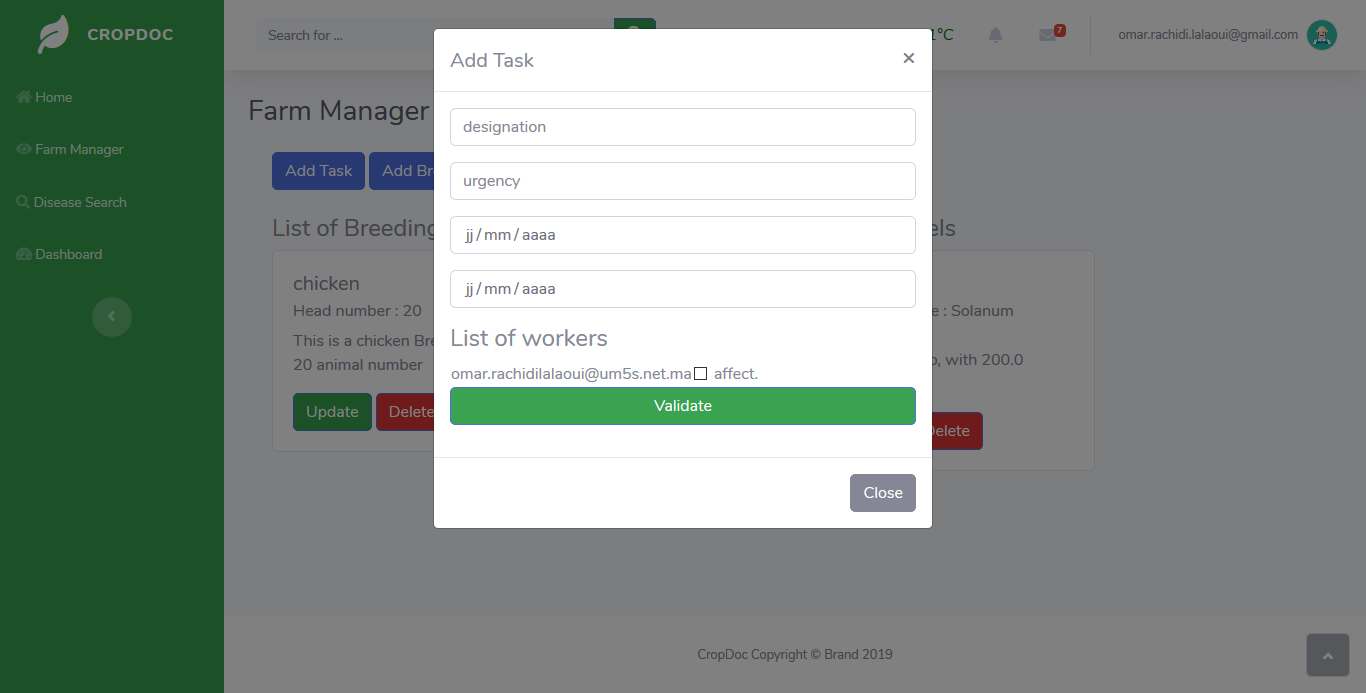 CROPDOC
Search for ...
1°C
7
omar.rachidi.lalaoui@gmail.com
Home
Farm Manager
Disease Search
Dashboard
Farm Manager
Add Task
Add Br
List of Breeding
els
chicken
Head number : 20
This is a chicken Bre
20 animal number
Update
Delete
e : Solanum
o, with 200.0
Delete
Add Task
×
designation
urgency
jj/mm/aaaa
jj/mm/aaaa
List of workers
omar.rachidilalaoui@um5s.net.ma affect.
Validate
Close
CropDoc Copyright © Brand 2019